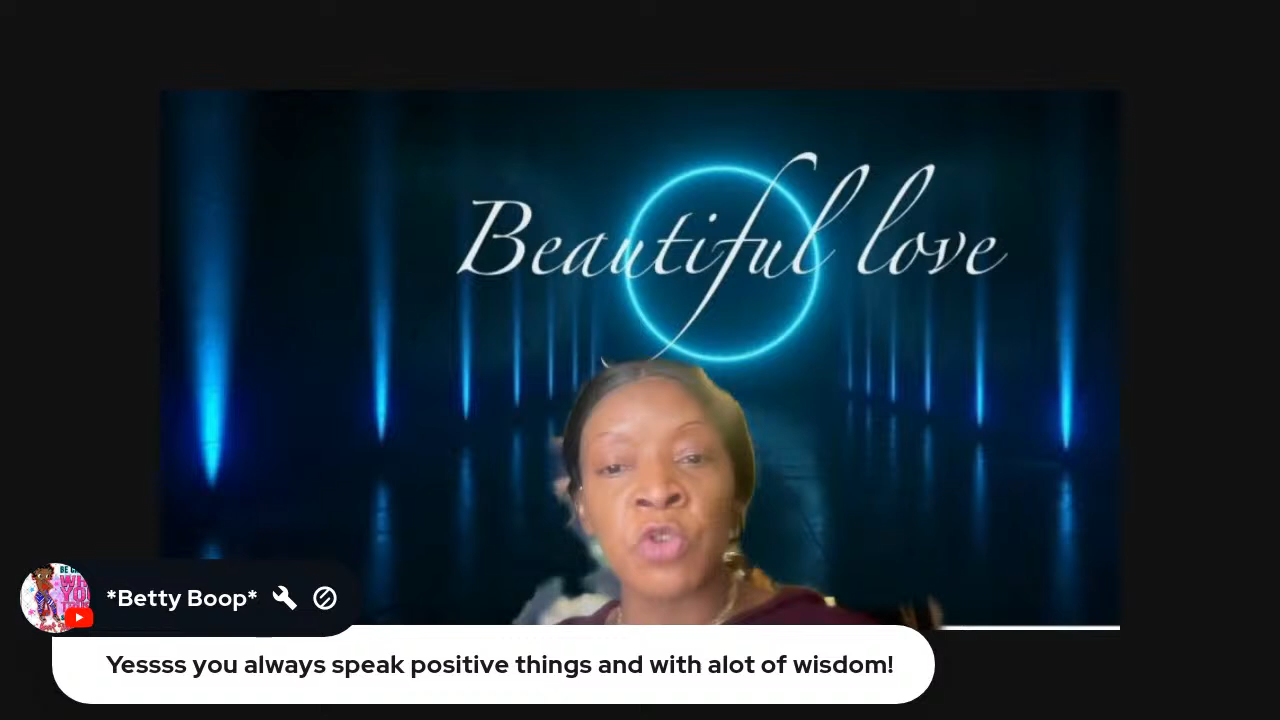 Beautiful love
*Betty Boop*
Yessss you always speak positive things and with alot of wisdom!